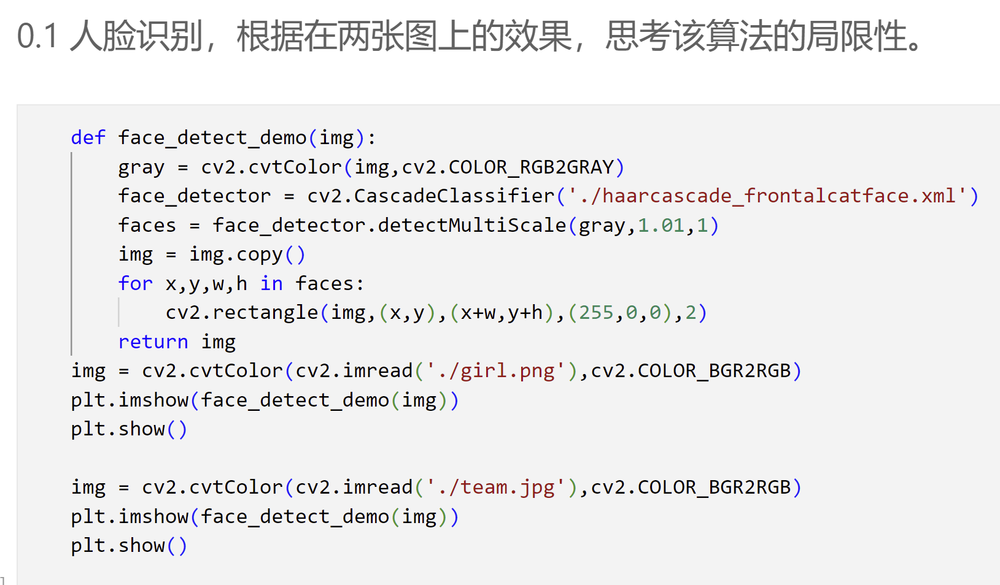 0.1 人脸识别，根据在两张图上的效果，思考该算法的局限性。
def face_detect_demo(img):
    gray = cv2.cvtColor(img,cv2.COLOR_RGB2GRAY)
    face_detector = cv2.CascadeClassifier('./haarcascade_frontalcatface.xml')
    faces = face_detector.detectMultiScale(gray,1.01,1)
    img = img.copy()
    for x,y,w,h in faces:
        cv2.rectangle(img,(x,y),(x+w,y+h),(255,0,0),2)
    return img
img = cv2.cvtColor(cv2.imread('./girl.png'),cv2.COLOR_BGR2RGB)
plt.imshow(face_detect_demo(img))
plt.show()
img = cv2.cvtColor(cv2.imread('./team.jpg'),cv2.COLOR_BGR2RGB)
plt.imshow(face_detect_demo(img))
plt.show()
]